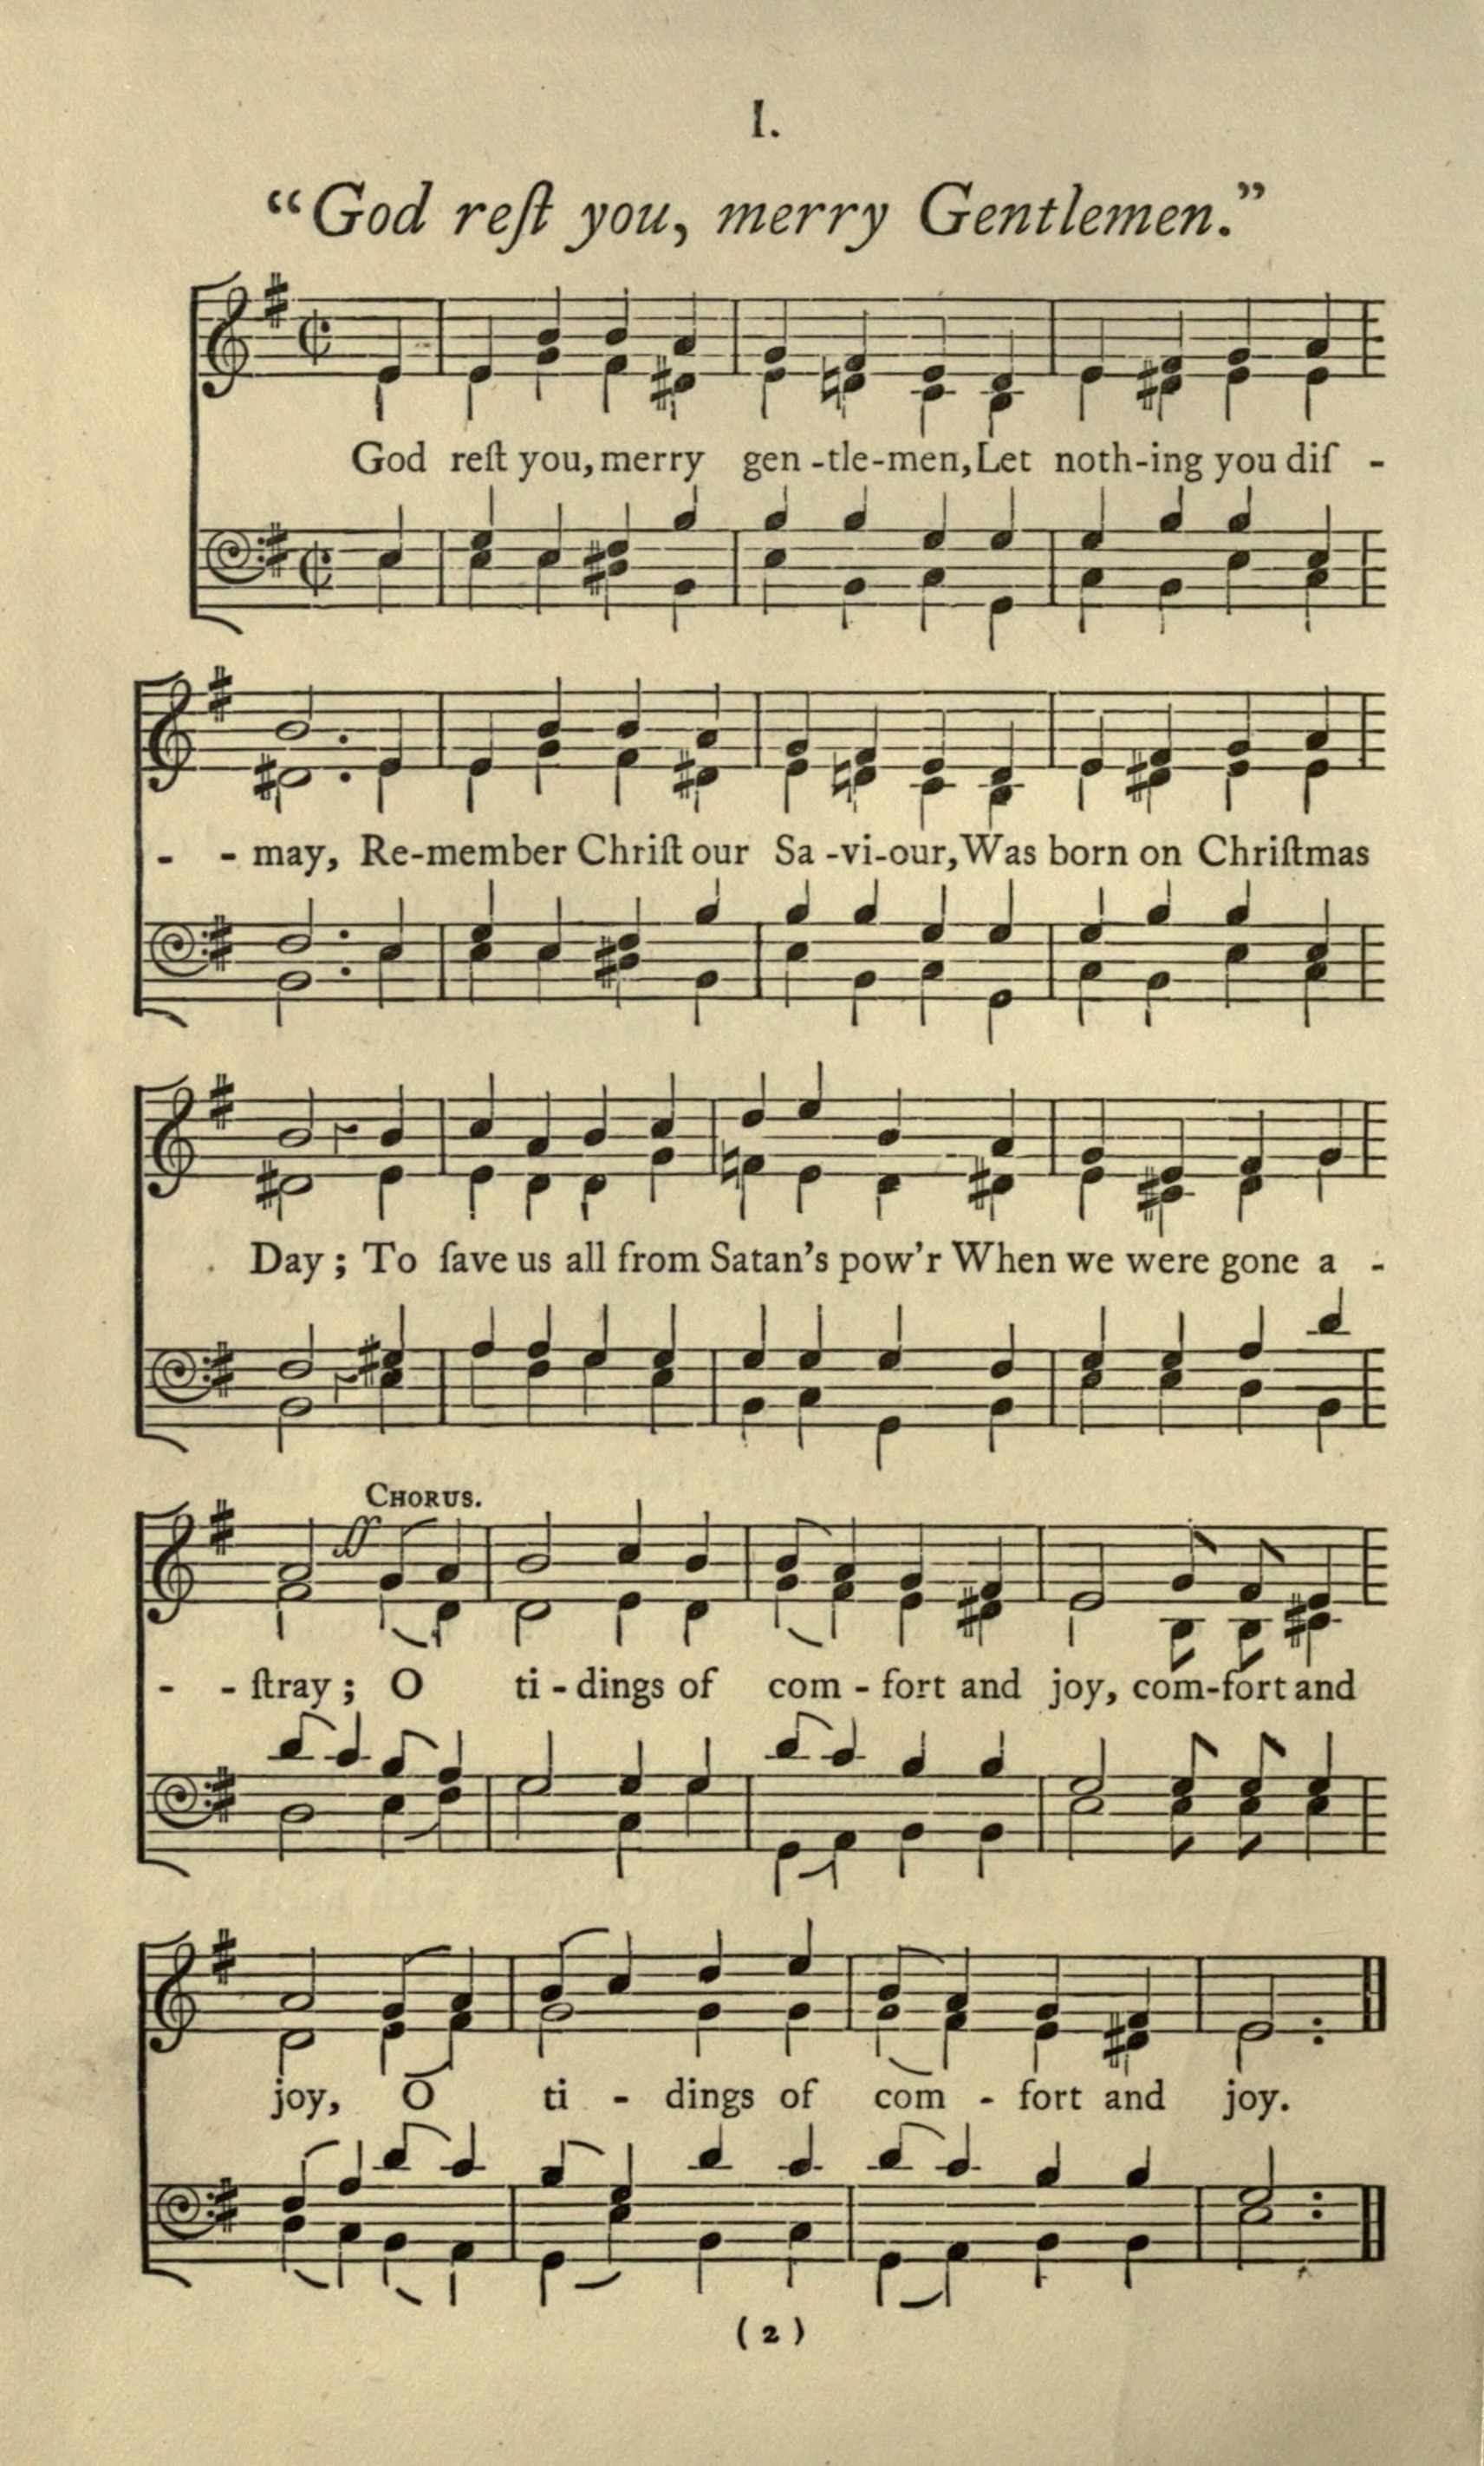 I.
“God reſt you, merry Gentlemen.”
God reſt you, merry gen -tle-men, Let noth-ing you diſ -
- - may, Re-member Chriſt our Sa -vi-our, Was born on Chriſtmas
Day ; To ſave us all from Satan’s pow’r When we were gone a -
CHORUS.
ff
- - ſtray ; O ti - dings of com - fort and joy, com-fort and
joy, O ti - dings of com - fort and joy.
( 2 )